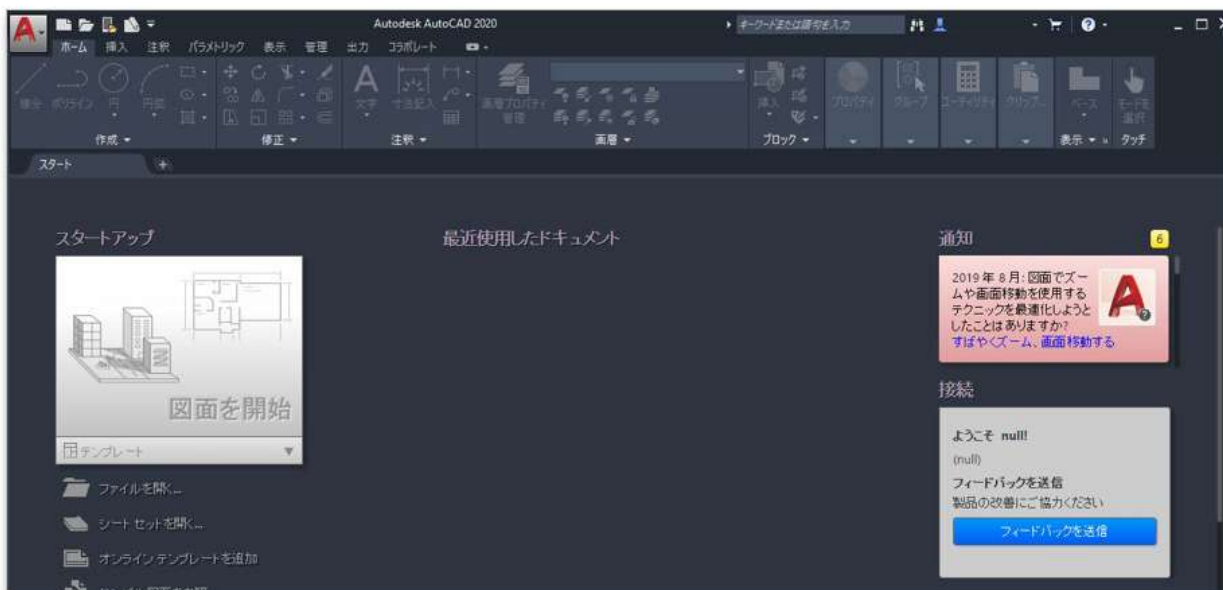 Autodesk AutoCAD 2020
キーワードまたは語句を入力
ホーム 挿入 注釈 パラメトリック 表示 管理 出力 コラボレート
線分 ポリライン 円 円弧 文字 寸法記入 画層プロパティ管理 挿入 プロパティ グループ ユーティリティ クリップ... ベース
作成 修正 注釈 画層 ブロック 表示 タッチ
スタート
スタートアップ
最近使用したドキュメント
通知 6
2019 年 8 月: 図面でズー
ムや画面移動を使用する
テクニックを最適化しようと
したことはありますか?
すばやくズーム、画面移動する
図面を開始
テンプレート
ファイルを開く...
シート セットを開く...
オンライン テンプレートを追加
接続
ようこそ null!
(null)
フィードバックを送信
製品の改善にご協力ください
フィードバックを送信